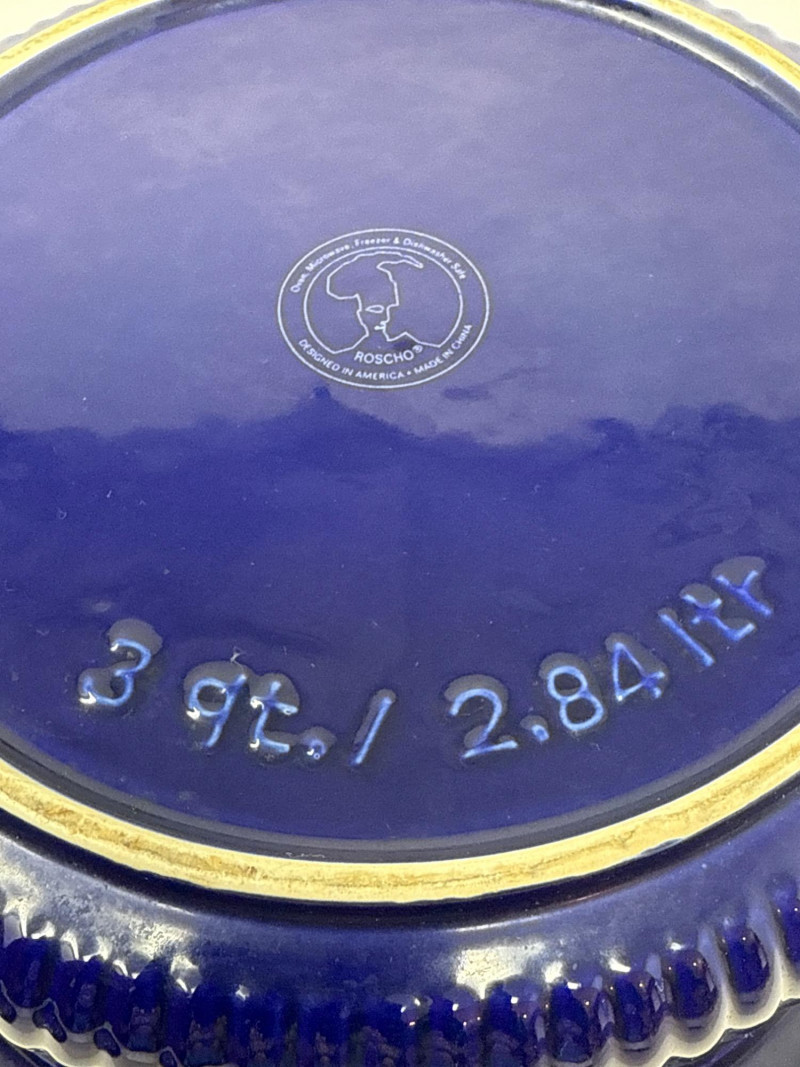 Oven, Microwave, Freezer & Dishwasher Safe
ROSCHO®
DESIGNED IN AMERICA • MADE IN CHINA
3 qt. / 2.84 ltr